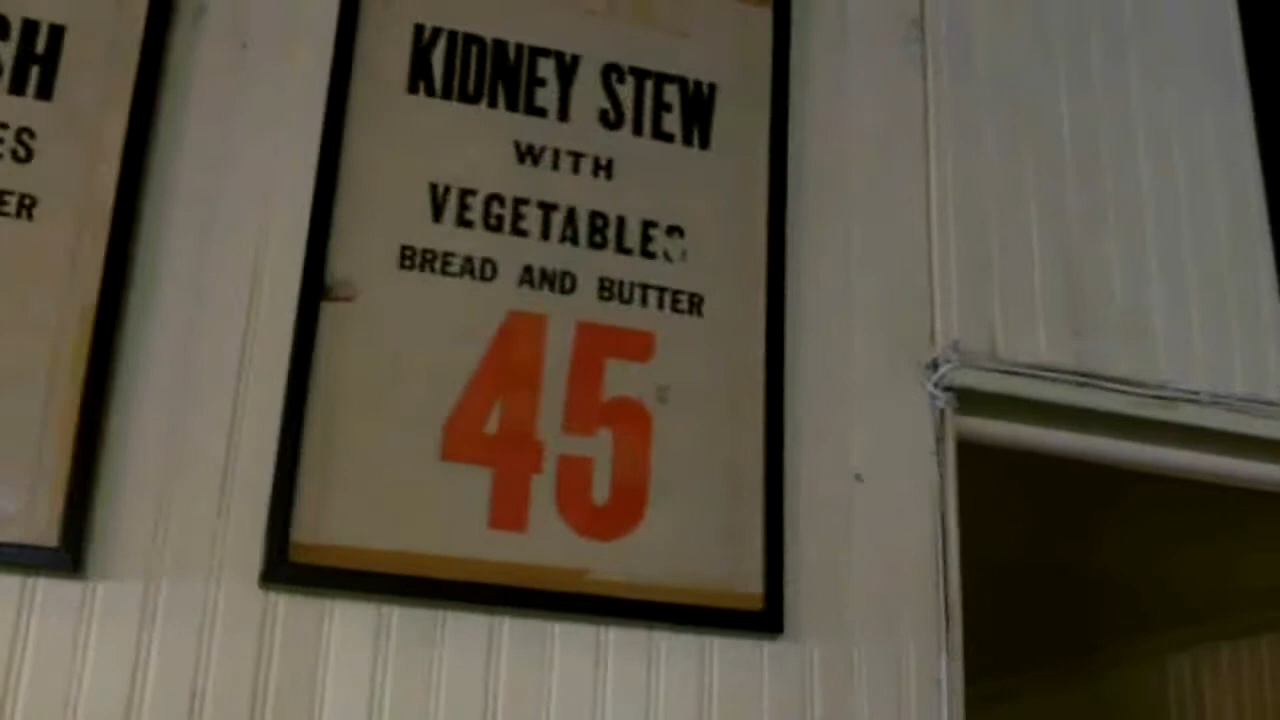 KIDNEY STEW
WITH
VEGETABLES
BREAD AND BUTTER
45